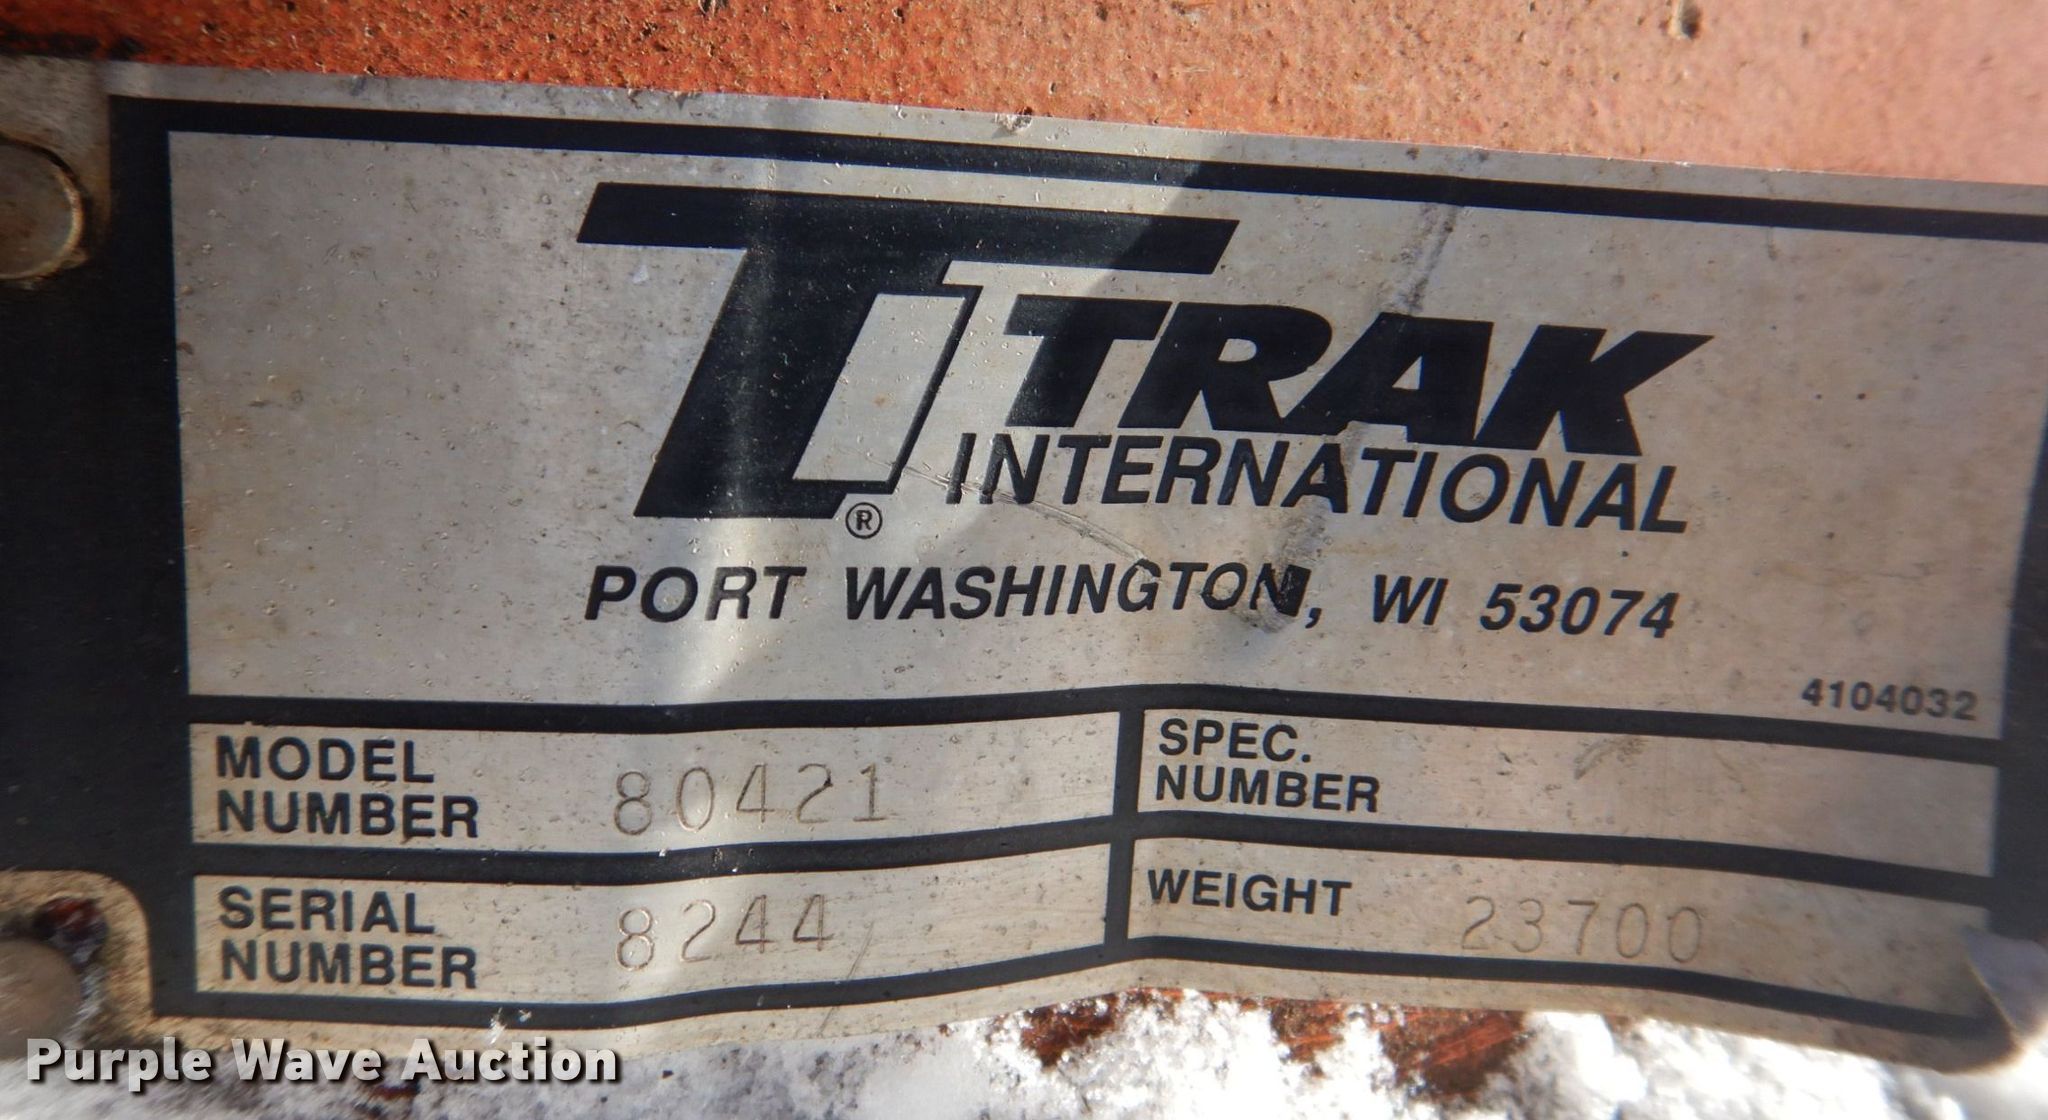 TI TRAK
INTERNATIONAL
®
PORT WASHINGTON, WI 53074
4104032
MODEL
NUMBER 80421
SPEC.
NUMBER
SERIAL
NUMBER 8244
WEIGHT 23700
Purple Wave Auction